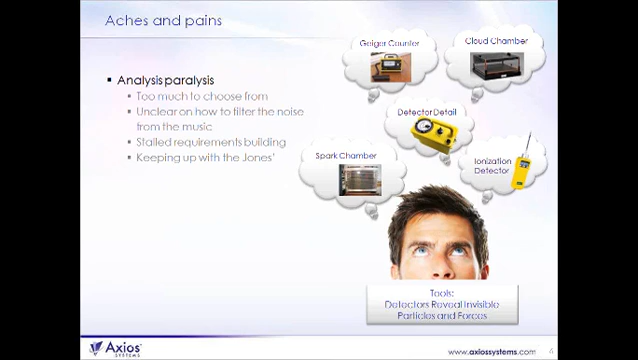 Aches and pains
Analysis paralysis
Too much to choose from
Unclear on how to filter the noise
from the music
Stalled requirements building
Keeping up with the Jones'
Geiger Counter
Cloud Chamber
Detector Detail
Spark Chamber
Ionization
Detector
Tools:
Detectors Reveal Invisible
Particles and Forces
Axios
SYSTEMS
www.axiossystems.com
4